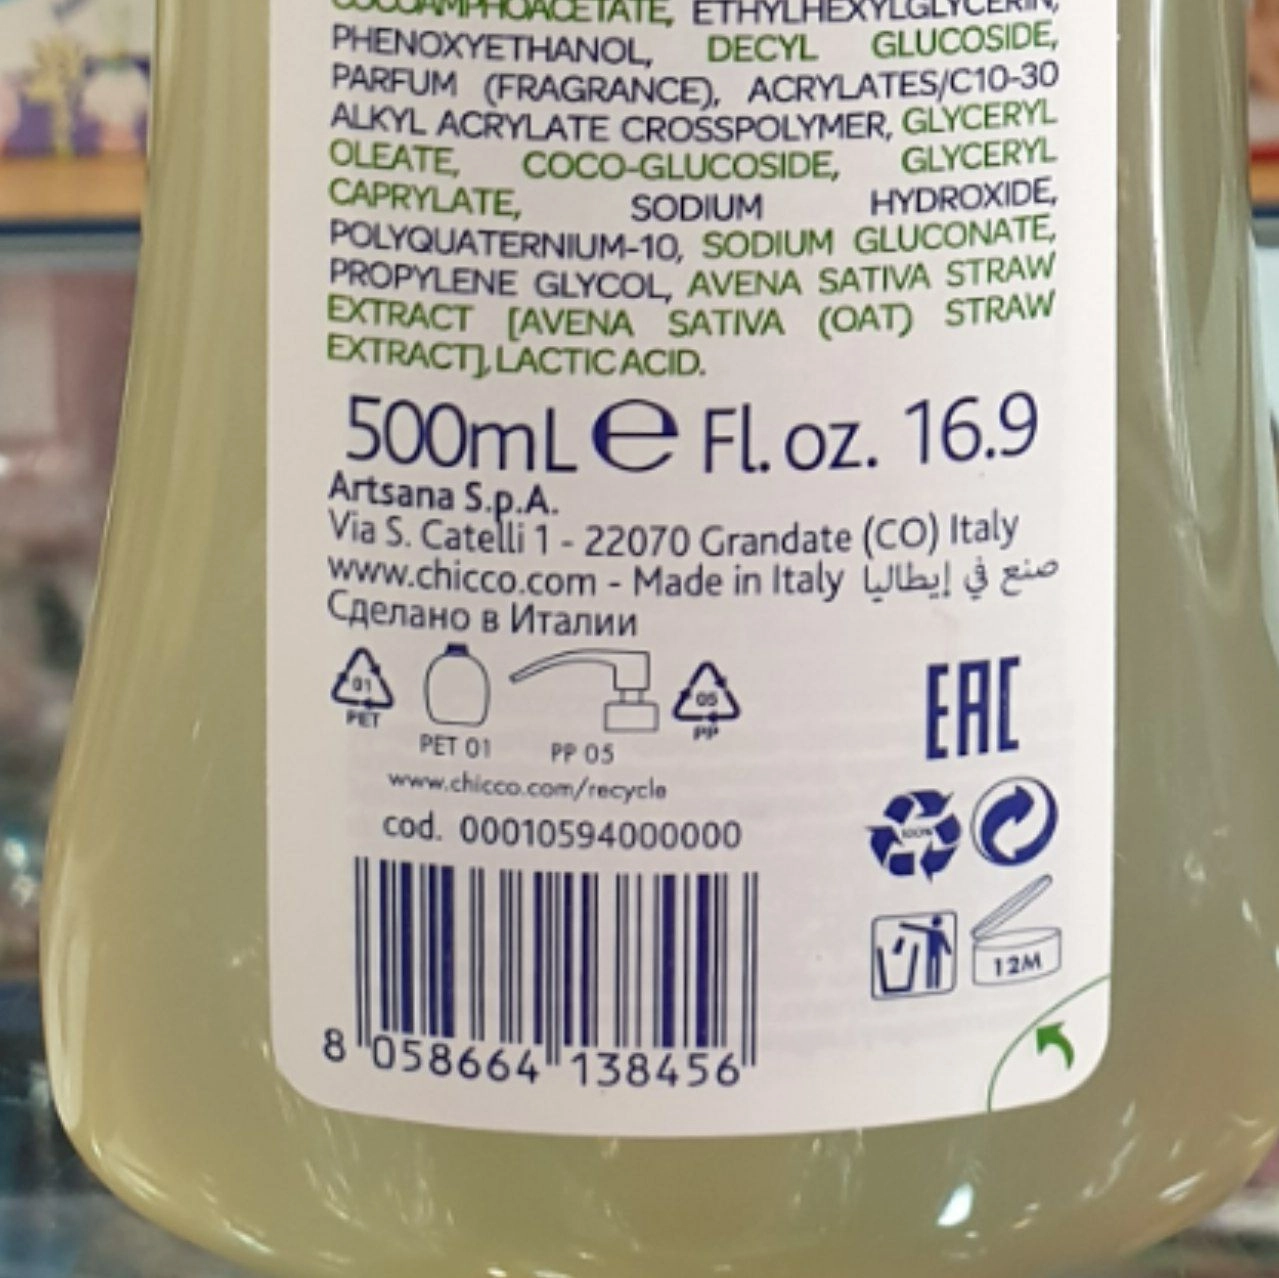 COCOAMPHOACETATE, ETHYLHEXYLGLYCERIN,
PHENOXYETHANOL, DECYL GLUCOSIDE,
PARFUM (FRAGRANCE), ACRYLATES/C10-30
ALKYL ACRYLATE CROSSPOLYMER, GLYCERYL
OLEATE, COCO-GLUCOSIDE, GLYCERYL
CAPRYLATE, SODIUM HYDROXIDE,
POLYQUATERNIUM-10, SODIUM GLUCONATE,
PROPYLENE GLYCOL, AVENA SATIVA STRAW
EXTRACT [AVENA SATIVA (OAT) STRAW
EXTRACT], LACTIC ACID.
500mL e Fl. oz. 16.9
Artsana S.p.A.
Via S. Catelli 1 - 22070 Grandate (CO) Italy
www.chicco.com - Made in Italy صنع في إيطاليا
Сделано в Италии
01
PET
PET 01
PP 05
05
PP
EAC
www.chicco.com/recycle
cod. 00010594000000
100%
12M
8 058664 138456